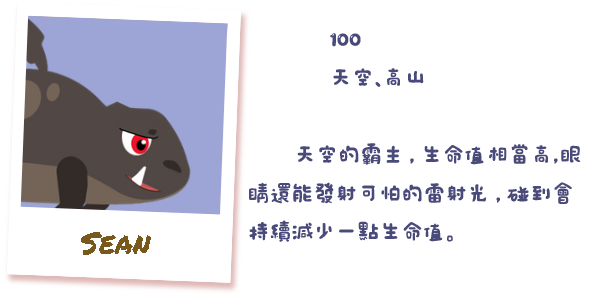 100
天空、高山
天空的霸主，生命值相當高，眼
睛還能發射可怕的雷射光，碰到會
持續減少一點生命值。
Sean